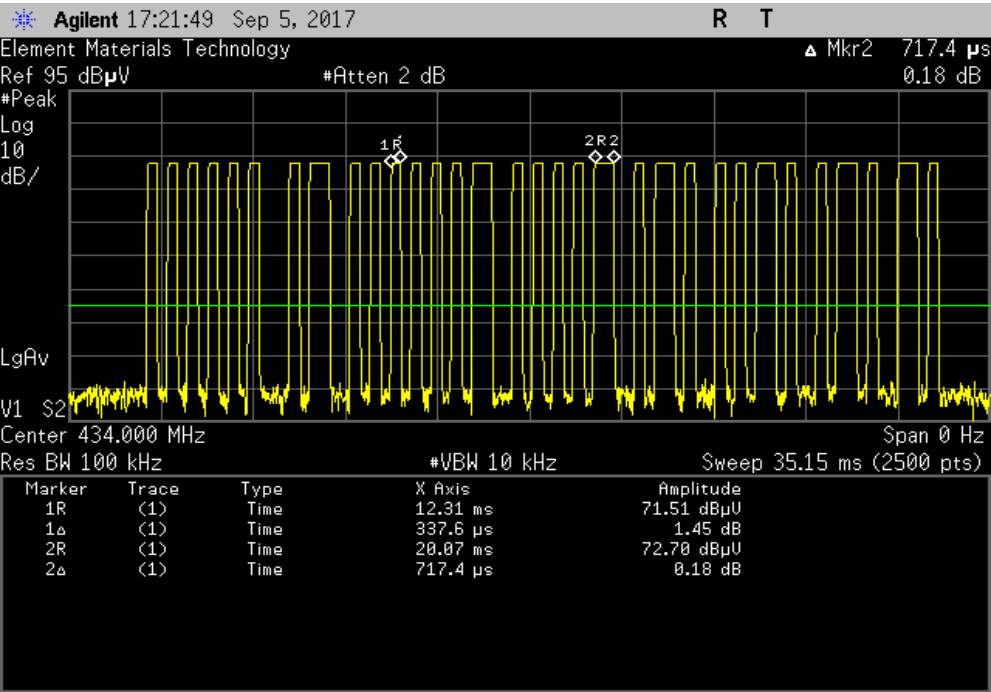 Agilent 17:21:49 Sep 5, 2017 R T
Element Materials Technology Δ Mkr2 717.4 µs
Ref 95 dBµV #Atten 2 dB 0.18 dB
#Peak
Log
10
dB/
1R
2R 2
LgAv
V1 S2
Center 434.000 MHz Span 0 Hz
Res BW 100 kHz #VBW 10 kHz Sweep 35.15 ms (2500 pts)
Marker Trace Type X Axis Amplitude
1R (1) Time 12.31 ms 71.51 dBµV
1Δ (1) Time 337.6 µs 1.45 dB
2R (1) Time 20.07 ms 72.70 dBµV
2Δ (1) Time 717.4 µs 0.18 dB